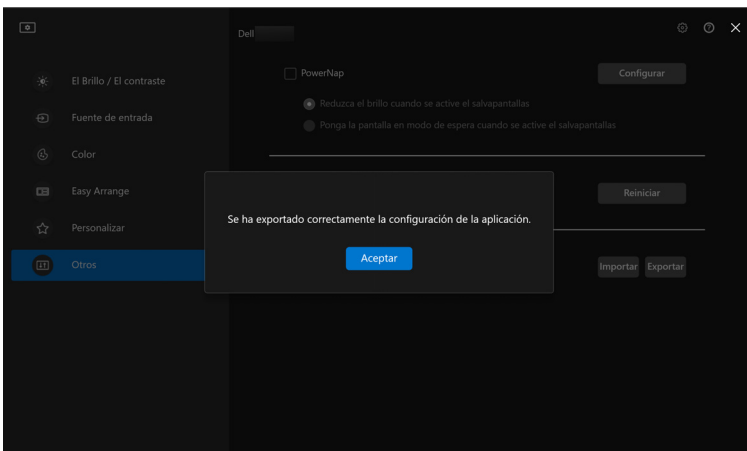 Dell
El Brillo / El contraste
Fuente de entrada
Color
Easy Arrange
Personalizar
Otros
PowerNap
Configurar
Reduzca el brillo cuando se active el salvapantallas
Ponga la pantalla en modo de espera cuando se active el salvapantallas
Reiniciar
Importar Exportar
Se ha exportado correctamente la configuración de la aplicación.
Aceptar